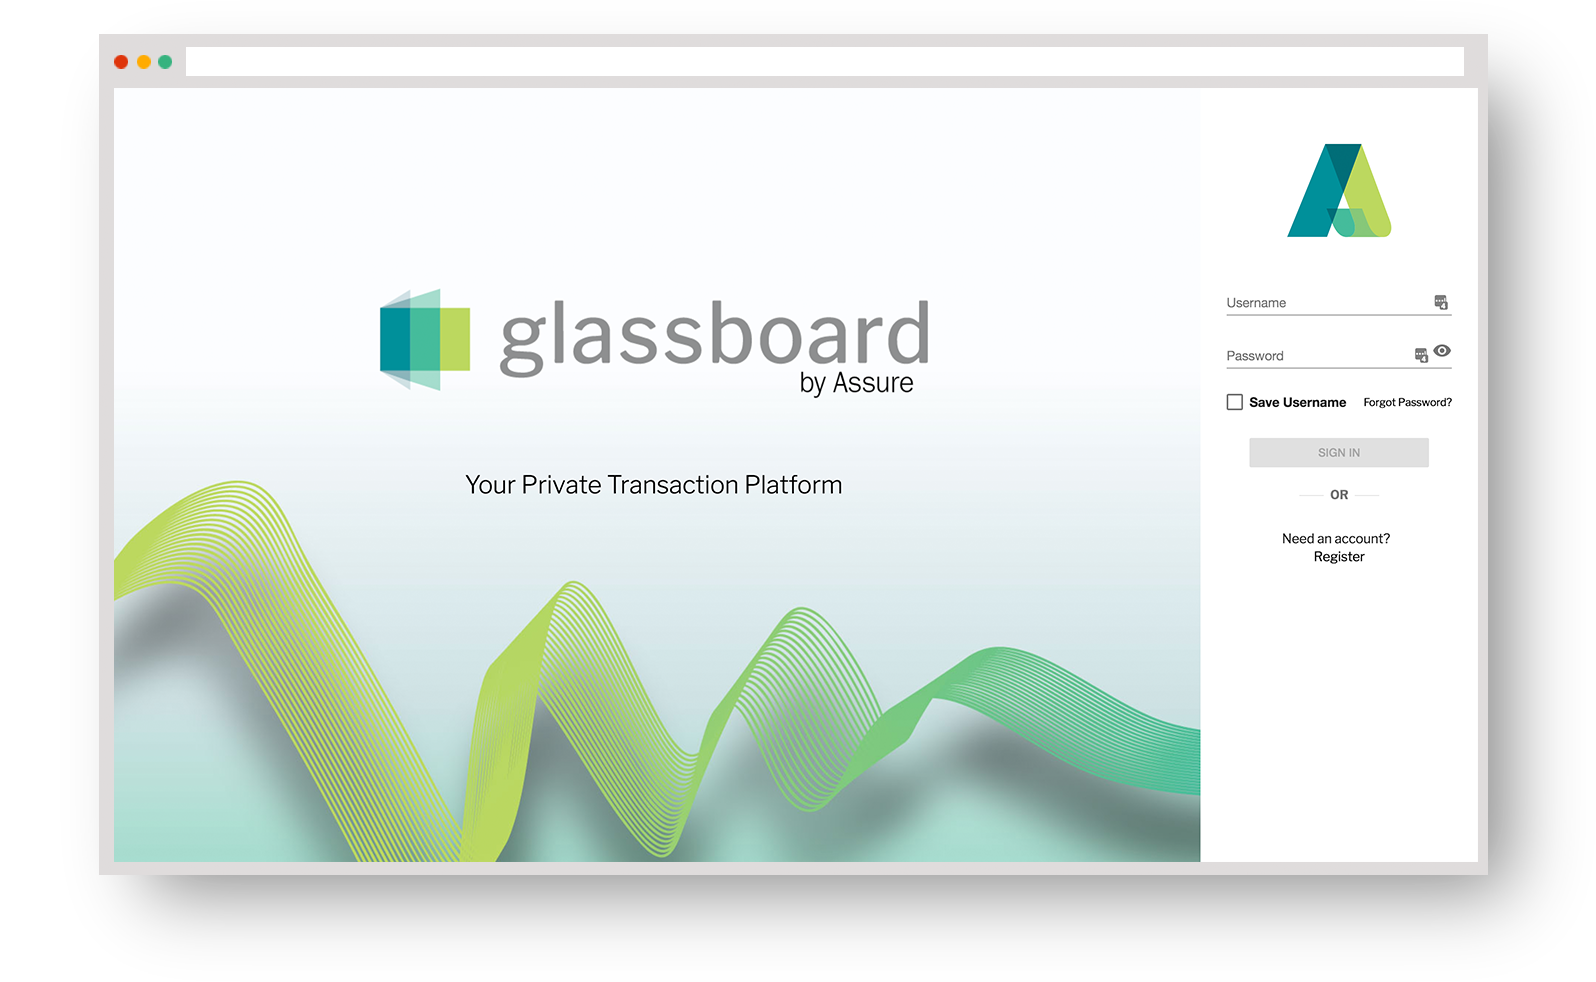 glassboard
by Assure
Your Private Transaction Platform
Username
Password
Save Username Forgot Password?
SIGN IN
OR
Need an account?
Register